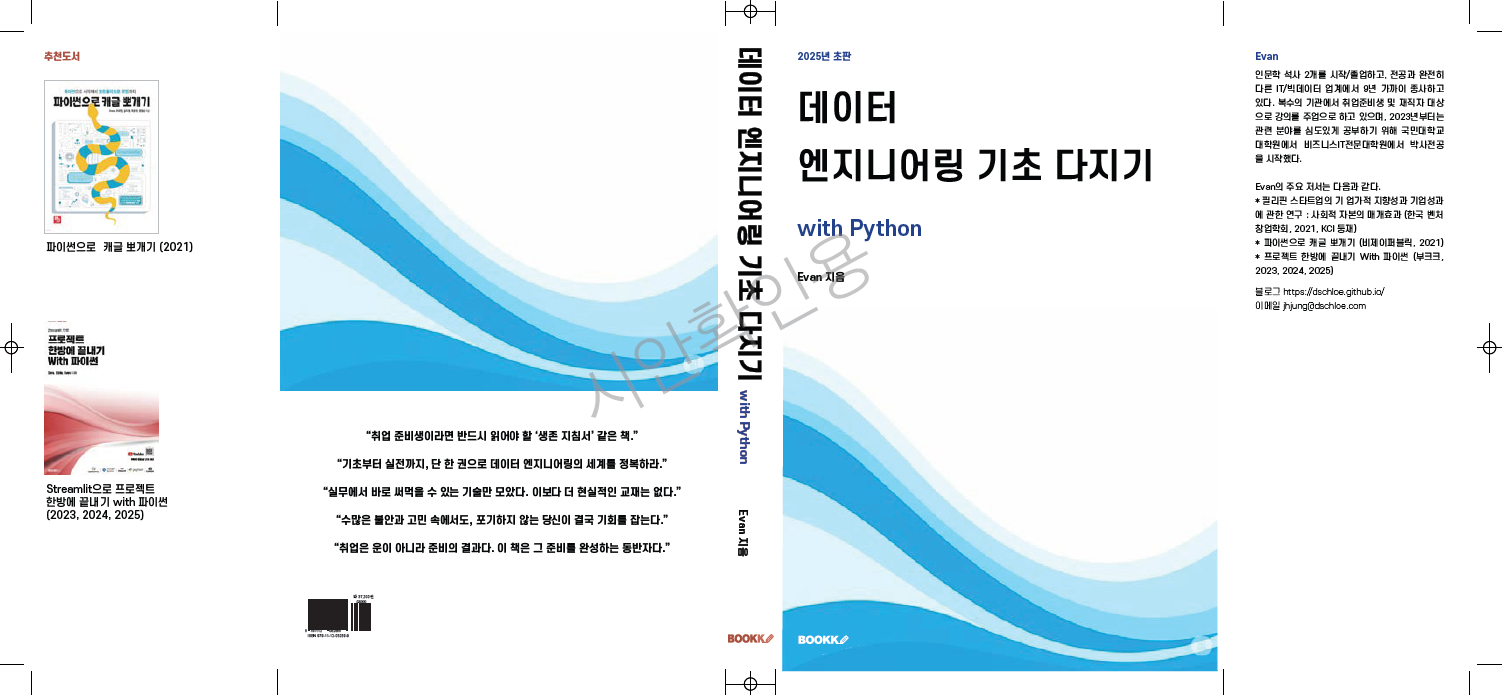 추천도서
파이썬으로 캐글 뽀개기
파이썬으로 캐글 뽀개기 (2021)
프로젝트
한방에 끝내기
With 파이썬
Streamlit으로 프로젝트
한방에 끝내기 with 파이썬
(2023, 2024, 2025)
“취업 준비생이라면 반드시 읽어야 할 ‘생존 지침서’ 같은 책.”
“기초부터 실전까지, 단 한 권으로 데이터 엔지니어링의 세계를 정복하라.”
“실무에서 바로 써먹을 수 있는 기술만 모았다. 이보다 더 현실적인 교재는 없다.”
“수많은 불안과 고민 속에서도, 포기하지 않는 당신이 결국 기회를 잡는다.”
“취업은 운이 아니라 준비의 결과다. 이 책은 그 준비를 완성하는 동반자다.”
데이터 엔지니어링 기초 다지기 with Python Evan 지음
BOOKK
시안확인용
2025년 초판
데이터
엔지니어링 기초 다지기
with Python
Evan 지음
BOOKK
Evan
인문학 석사 2개를 시작/졸업하고, 전공과 완전히
다른 IT/빅데이터 업계에서 9년 가까이 종사하고
있다. 복수의 기관에서 취업준비생 및 재직자 대상
으로 강의를 주업으로 하고 있으며, 2023년부터는
관련 분야를 심도있게 공부하기 위해 국민대학교
대학원에서 비즈니스IT전문대학원에서 박사전공
을 시작했다.
Evan의 주요 저서는 다음과 같다.
* 필리핀 스타트업의 기 업가적 지향성과 기업성과
에 관한 연구 : 사회적 자본의 매개효과 (한국 벤처
창업학회, 2021, KCI 등재)
* 파이썬으로 캐글 뽀개기 (비제이퍼블릭, 2021)
* 프로젝트 한방에 끝내기 With 파이썬 (부크크,
2023, 2024, 2025)
블로그 https://dschloe.github.io/
이메일 jhjung@dschloe.com